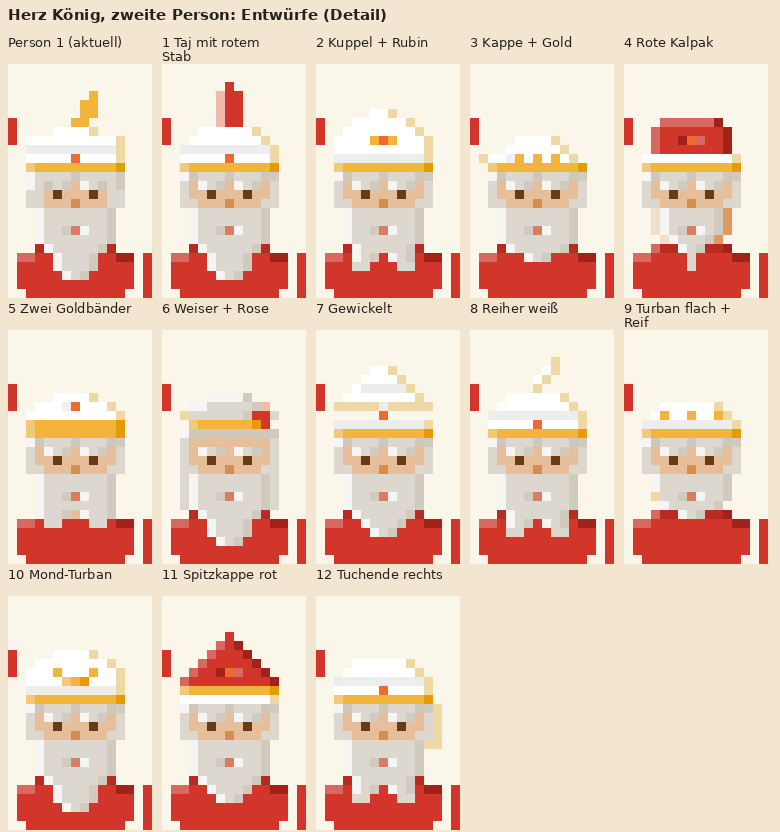 Herz König, zweite Person: Entwürfe (Detail)
Person 1 (aktuell)
1 Taj mit rotem
Stab
2 Kuppel + Rubin
3 Kappe + Gold
4 Rote Kalpak
5 Zwei Goldbänder
6 Weiser + Rose
7 Gewickelt
8 Reiher weiß
9 Turban flach +
Reif
10 Mond-Turban
11 Spitzkappe rot
12 Tuchende rechts